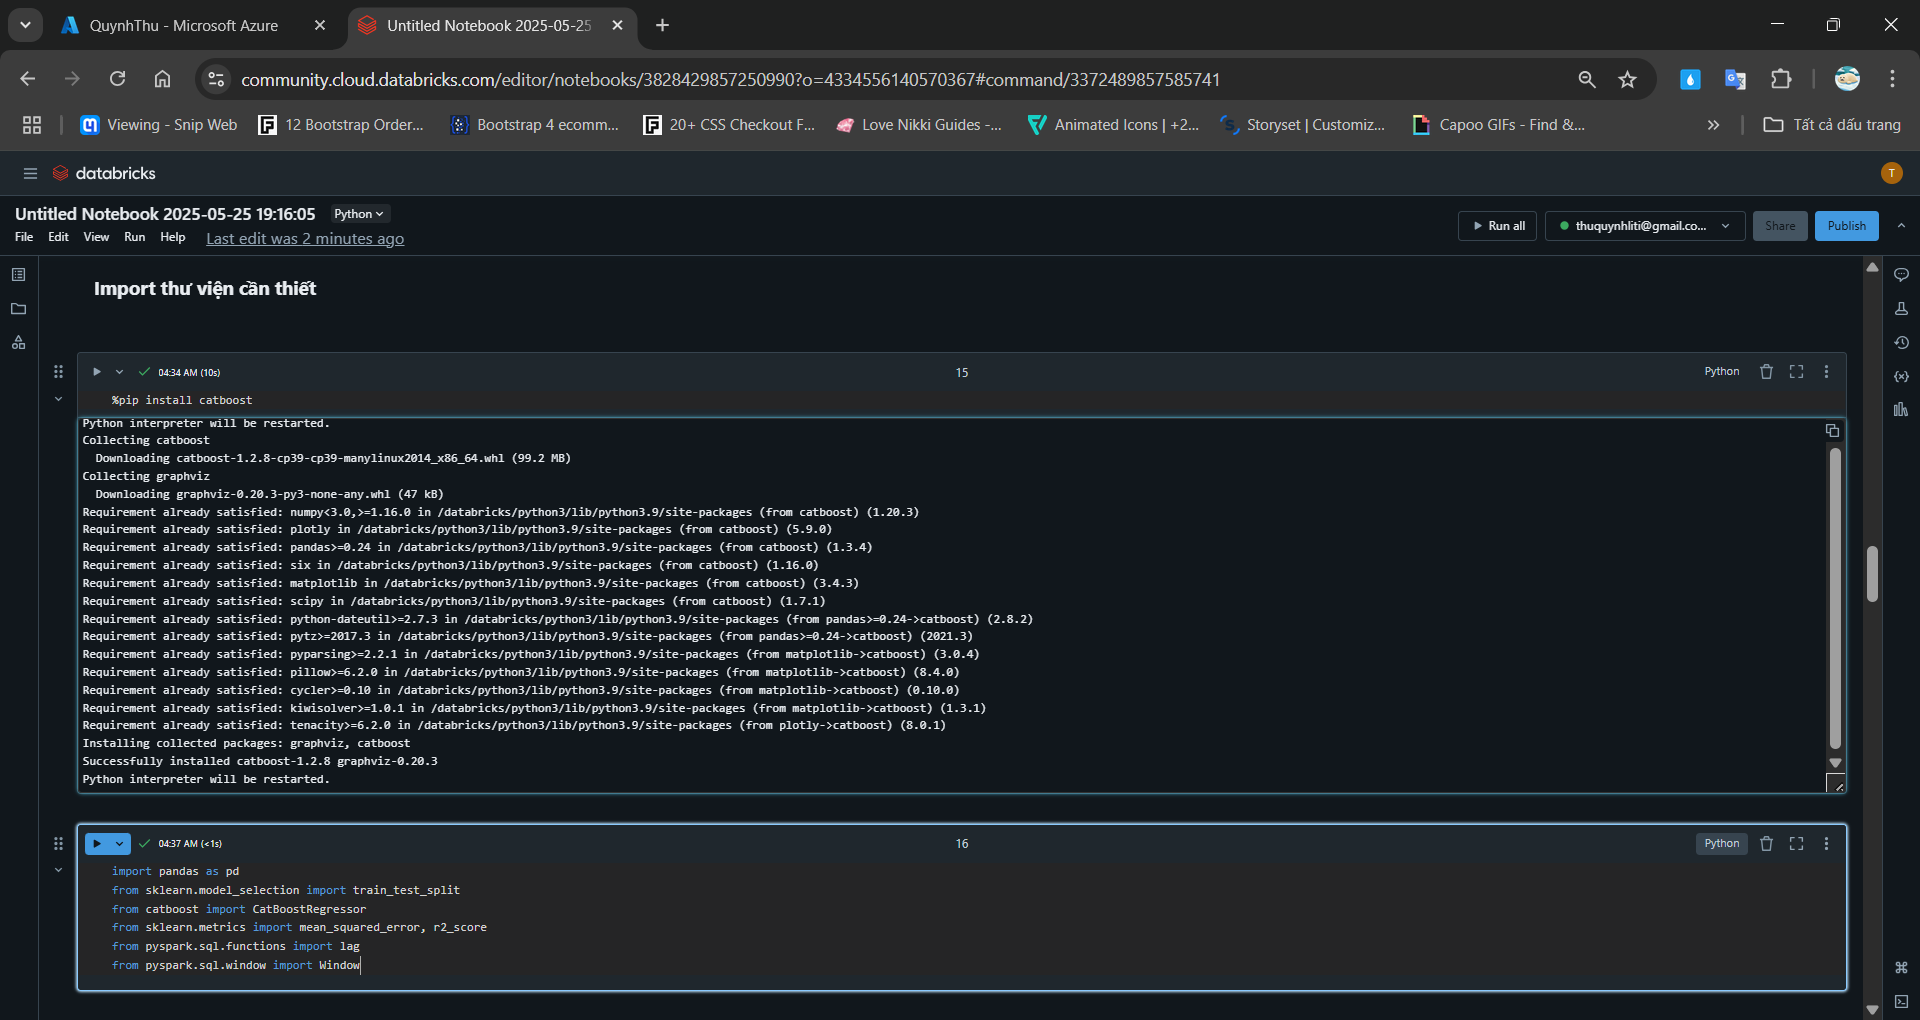 QuynhThu - Microsoft Azure
Untitled Notebook 2025-05-25
community.cloud.databricks.com/editor/notebooks/3828429857250990?o=4334556140570367#command/3372489857585741
Viewing - Snip Web
12 Bootstrap Order...
Bootstrap 4 ecomm...
20+ CSS Checkout F...
Love Nikki Guides -...
Animated Icons | +2...
Storyset | Customiz...
Capoo GIFs - Find &...
Tất cả dấu trang
databricks
T
Untitled Notebook 2025-05-25 19:16:05 Python
File Edit View Run Help Last edit was 2 minutes ago
Run all
thuquynhliti@gmail.co...
Share
Publish
Import thư viện cần thiết
04:34 AM (10s) 15 Python
%pip install catboost
Python interpreter will be restarted.
Collecting catboost
Downloading catboost-1.2.8-cp39-cp39-manylinux2014_x86_64.whl (99.2 MB)
Collecting graphviz
Downloading graphviz-0.20.3-py3-none-any.whl (47 kB)
Requirement already satisfied: numpy<3.0,>=1.16.0 in /databricks/python3/lib/python3.9/site-packages (from catboost) (1.20.3)
Requirement already satisfied: plotly in /databricks/python3/lib/python3.9/site-packages (from catboost) (5.9.0)
Requirement already satisfied: pandas>=0.24 in /databricks/python3/lib/python3.9/site-packages (from catboost) (1.3.4)
Requirement already satisfied: six in /databricks/python3/lib/python3.9/site-packages (from catboost) (1.16.0)
Requirement already satisfied: matplotlib in /databricks/python3/lib/python3.9/site-packages (from catboost) (3.4.3)
Requirement already satisfied: scipy in /databricks/python3/lib/python3.9/site-packages (from catboost) (1.7.1)
Requirement already satisfied: python-dateutil>=2.7.3 in /databricks/python3/lib/python3.9/site-packages (from pandas>=0.24->catboost) (2.8.2)
Requirement already satisfied: pytz>=2017.3 in /databricks/python3/lib/python3.9/site-packages (from pandas>=0.24->catboost) (2021.3)
Requirement already satisfied: pyparsing>=2.2.1 in /databricks/python3/lib/python3.9/site-packages (from matplotlib->catboost) (3.0.4)
Requirement already satisfied: pillow>=6.2.0 in /databricks/python3/lib/python3.9/site-packages (from matplotlib->catboost) (8.4.0)
Requirement already satisfied: cycler>=0.10 in /databricks/python3/lib/python3.9/site-packages (from matplotlib->catboost) (0.10.0)
Requirement already satisfied: kiwisolver>=1.0.1 in /databricks/python3/lib/python3.9/site-packages (from matplotlib->catboost) (1.3.1)
Requirement already satisfied: tenacity>=6.2.0 in /databricks/python3/lib/python3.9/site-packages (from plotly->catboost) (8.0.1)
Installing collected packages: graphviz, catboost
Successfully installed catboost-1.2.8 graphviz-0.20.3
Python interpreter will be restarted.
04:37 AM (<1s) 16 Python
import pandas as pd
from sklearn.model_selection import train_test_split
from catboost import CatBoostRegressor
from sklearn.metrics import mean_squared_error, r2_score
from pyspark.sql.functions import lag
from pyspark.sql.window import Window